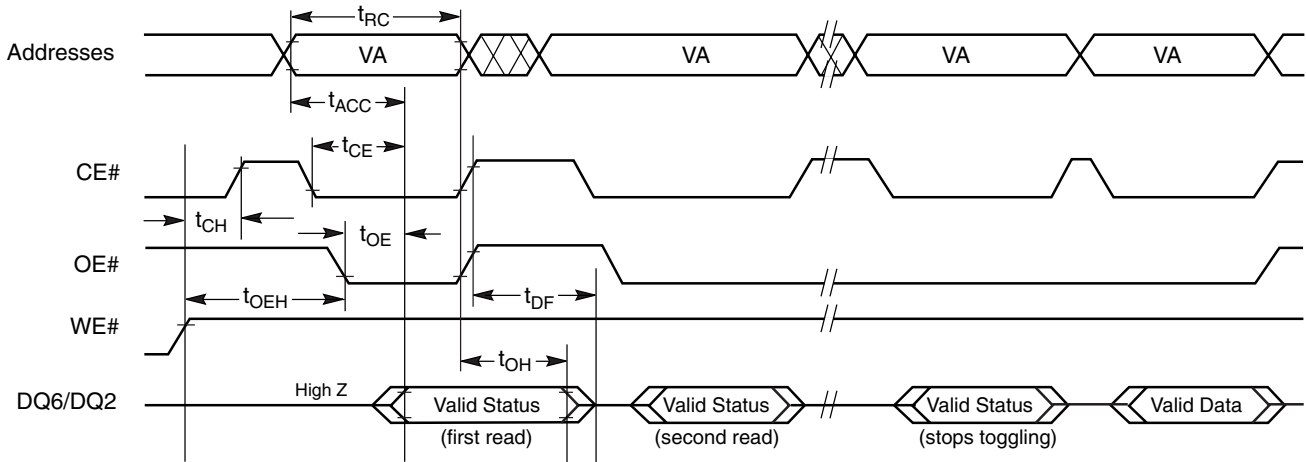 tRC
Addresses VA VA VA VA
tACC
tCE
CE#
tCH tOE
OE#
tOEH tDF
WE#
tOH
High Z
DQ6/DQ2 Valid Status Valid Status Valid Status Valid Data
(first read) (second read) (stops toggling)